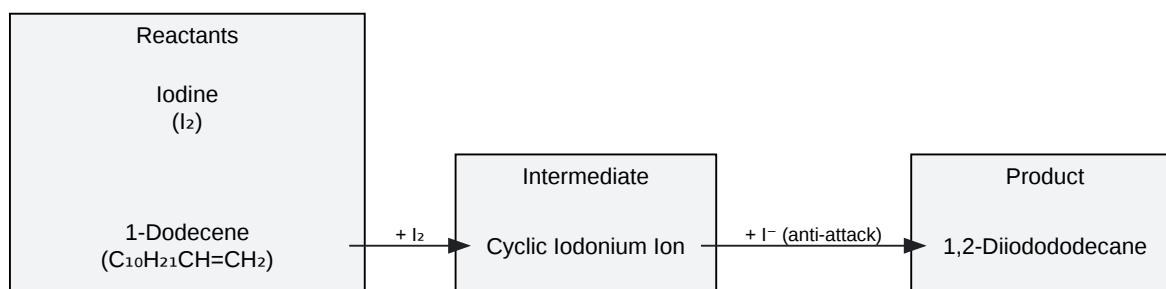 Reactants
Iodine
(I₂)
1-Dodecene
(C₁₀H₂₁CH=CH₂)
+ I₂
Intermediate
Cyclic Iodonium Ion
+ I⁻ (anti-attack)
Product
1,2-Diiodododecane